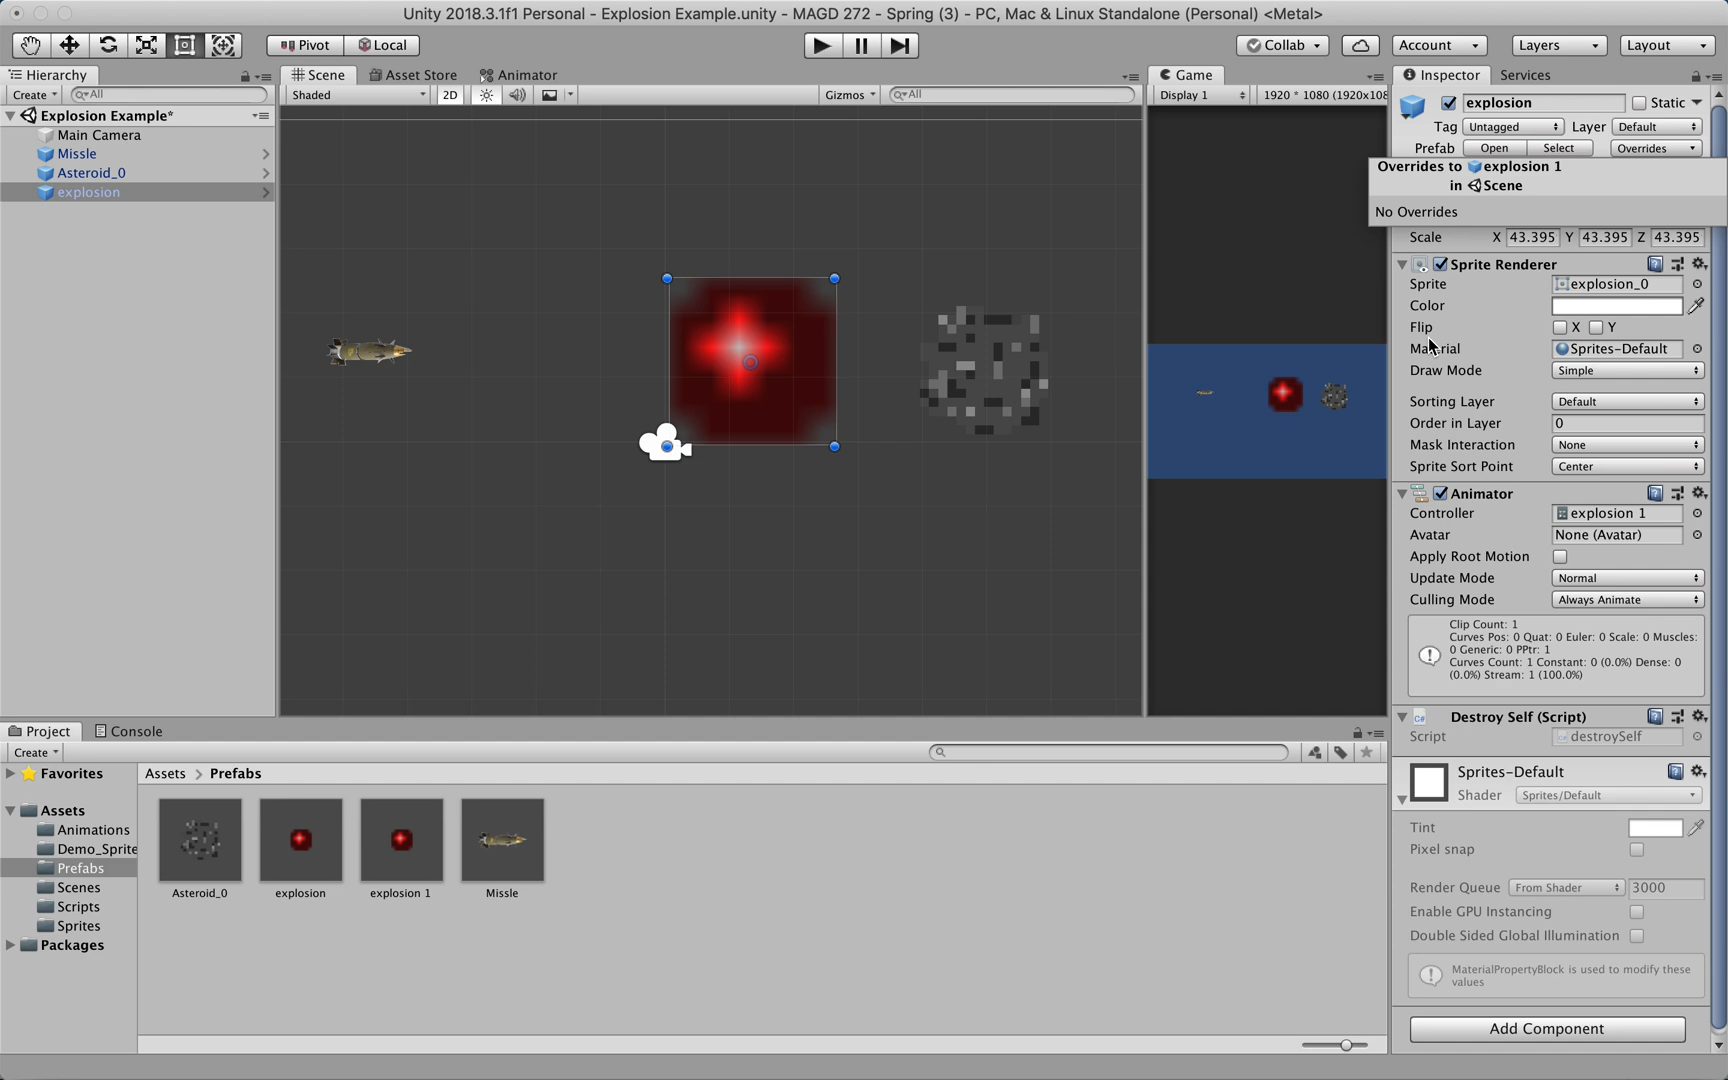 Unity 2018.3.1f1 Personal - Explosion Example.unity - MAGD 272 - Spring (3) - PC, Mac & Linux Standalone (Personal) <Metal>
Pivot Local Collab Account Layers Layout
Hierarchy
Create All
Explosion Example*
Main Camera
Missle
Asteroid_0
explosion
Scene Asset Store Animator
Shaded 2D Gizmos All
Game
Display 1 1920 * 1080 (1920x108
Inspector Services
explosion Static
Tag Untagged Layer Default
Prefab Open Select Overrides
Overrides to explosion 1
in Scene
No Overrides
Scale X 43.395 Y 43.395 Z 43.395
Sprite Renderer
Sprite explosion_0
Color
Flip X Y
Material Sprites-Default
Draw Mode Simple
Sorting Layer Default
Order in Layer 0
Mask Interaction None
Sprite Sort Point Center
Animator
Controller explosion 1
Avatar None (Avatar)
Apply Root Motion
Update Mode Normal
Culling Mode Always Animate
Clip Count: 1
Curves Pos: 0 Quat: 0 Euler: 0 Scale: 0 Muscles:
0 Generic: 0 PPtr: 1
Curves Count: 1 Constant: 0 (0.0%) Dense: 0
(0.0%) Stream: 1 (100.0%)
C# Destroy Self (Script)
Script destroySelf
Sprites-Default
Shader Sprites/Default
Tint
Pixel snap
Render Queue From Shader 3000
Enable GPU Instancing
Double Sided Global Illumination
MaterialPropertyBlock is used to modify these
values
Add Component
Project Console
Create
Favorites
Assets
Animations
Demo_Sprite
Prefabs
Scenes
Scripts
Sprites
Packages
Assets > Prefabs
Asteroid_0 explosion explosion 1 Missle